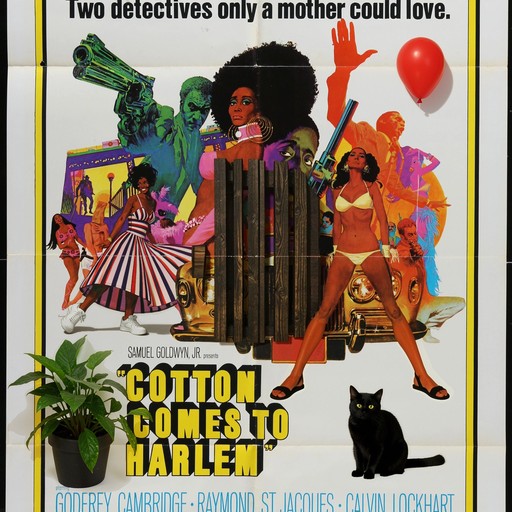 Two detectives only a mother could love.
SAMUEL GOLDWYN, JR. presents
"COTTON
COMES TO
HARLEM"
GODFREY CAMBRIDGE · RAYMOND ST. JACQUES · CALVIN LOCKHART